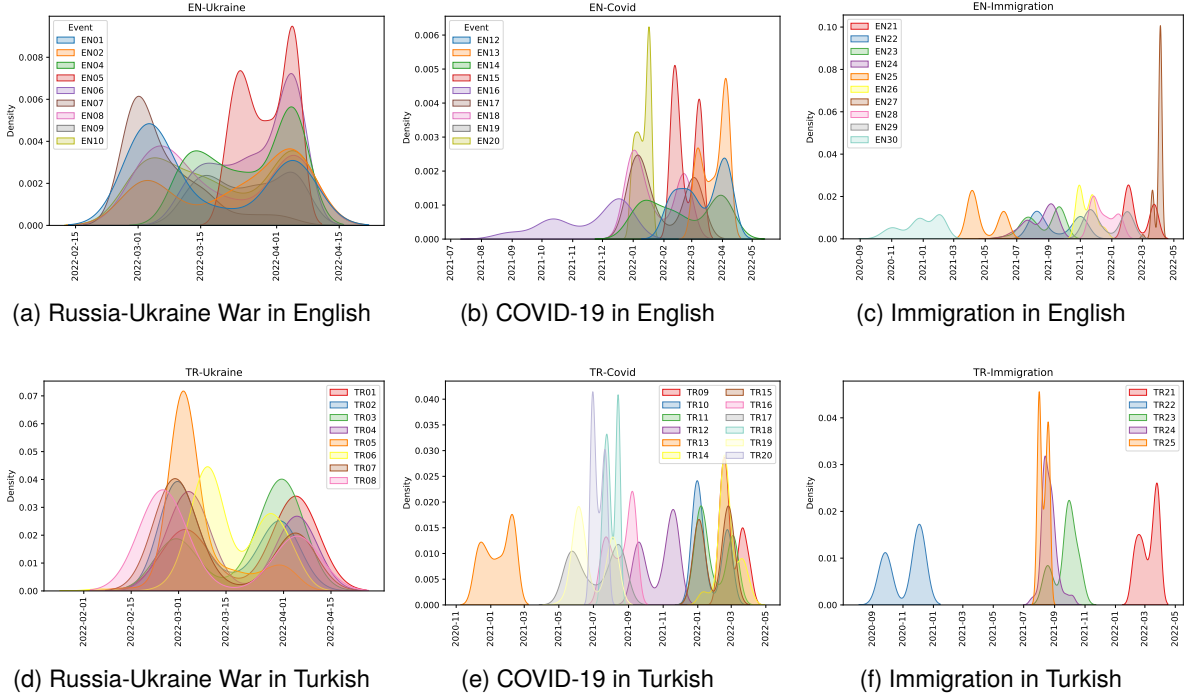 EN-Ukraine
Event
EN01
EN02
EN04
EN05
EN06
EN07
EN08
EN09
EN10
Density
0.008
0.006
0.004
0.002
0.000
2022-02-15
2022-03-01
2022-03-15
2022-04-01
2022-04-15
(a) Russia-Ukraine War in English
EN-Covid
Event
EN12
EN13
EN14
EN15
EN16
EN17
EN18
EN19
EN20
Density
0.006
0.005
0.004
0.003
0.002
0.001
0.000
2021-07
2021-08
2021-09
2021-10
2021-11
2021-12
2022-01
2022-02
2022-03
2022-04
2022-05
(b) COVID-19 in English
EN-Immigration
EN21
EN22
EN23
EN24
EN25
EN26
EN27
EN28
EN29
EN30
Density
0.10
0.08
0.06
0.04
0.02
0.00
2020-09
2020-11
2021-01
2021-03
2021-05
2021-07
2021-09
2021-11
2022-01
2022-03
2022-05
(c) Immigration in English
TR-Ukraine
TR01
TR02
TR03
TR04
TR05
TR06
TR07
TR08
Density
0.07
0.06
0.05
0.04
0.03
0.02
0.01
0.00
2022-02-01
2022-02-15
2022-03-01
2022-03-15
2022-04-01
2022-04-15
(d) Russia-Ukraine War in Turkish
TR-Covid
TR09
TR10
TR11
TR12
TR13
TR14
TR15
TR16
TR17
TR18
TR19
TR20
Density
0.040
0.035
0.030
0.025
0.020
0.015
0.010
0.005
0.000
2020-11
2021-01
2021-03
2021-05
2021-07
2021-09
2021-11
2022-01
2022-03
2022-05
(e) COVID-19 in Turkish
TR-Immigration
TR21
TR22
TR23
TR24
TR25
Density
0.04
0.03
0.02
0.01
0.00
2020-09
2020-11
2021-01
2021-03
2021-05
2021-07
2021-09
2021-11
2022-01
2022-03
2022-05
(f) Immigration in Turkish